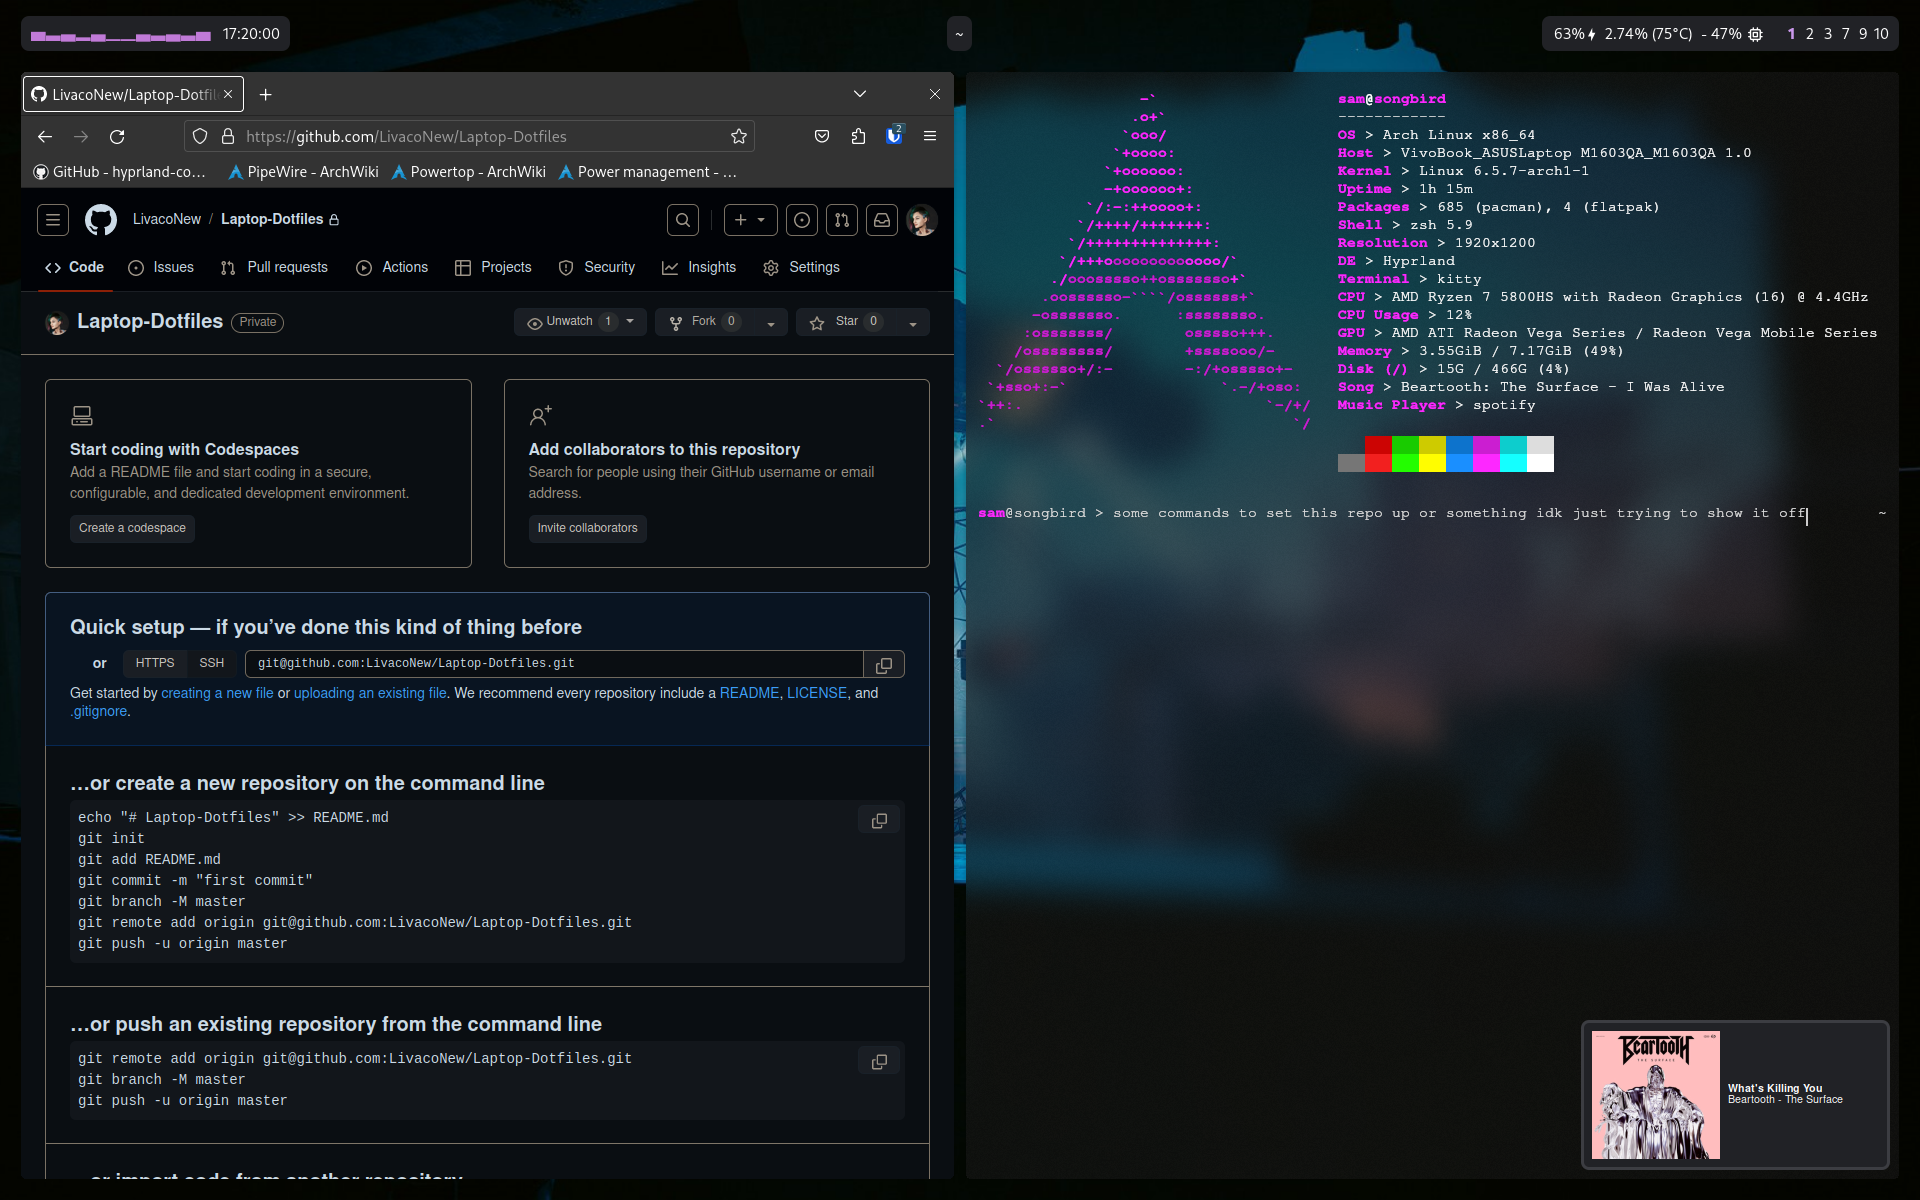 17:20:00
~
63% 2.74% (75°C) - 47% 1 2 3 7 9 10
LivacoNew/Laptop-Dotfil
https://github.com/LivacoNew/Laptop-Dotfiles
2
GitHub - hyprland-co… PipeWire - ArchWiki Powertop - ArchWiki Power management - …
LivacoNew / Laptop-Dotfiles
Code Issues Pull requests Actions Projects Security Insights Settings
Laptop-Dotfiles Private
Unwatch 1 Fork 0 Star 0
Start coding with Codespaces
Add a README file and start coding in a secure,
configurable, and dedicated development environment.
Create a codespace
Add collaborators to this repository
Search for people using their GitHub username or email
address.
Invite collaborators
Quick setup — if you've done this kind of thing before
or HTTPS SSH git@github.com:LivacoNew/Laptop-Dotfiles.git
Get started by creating a new file or uploading an existing file. We recommend every repository include a README, LICENSE, and
.gitignore.
…or create a new repository on the command line
echo "# Laptop-Dotfiles" >> README.md
git init
git add README.md
git commit -m "first commit"
git branch -M master
git remote add origin git@github.com:LivacoNew/Laptop-Dotfiles.git
git push -u origin master
…or push an existing repository from the command line
git remote add origin git@github.com:LivacoNew/Laptop-Dotfiles.git
git branch -M master
git push -u origin master
…or import code from another repository
sam@songbird
------------
OS > Arch Linux x86_64
Host > VivoBook_ASUSLaptop M1603QA_M1603QA 1.0
Kernel > Linux 6.5.7-arch1-1
Uptime > 1h 15m
Packages > 685 (pacman), 4 (flatpak)
Shell > zsh 5.9
Resolution > 1920x1200
DE > Hyprland
Terminal > kitty
CPU > AMD Ryzen 7 5800HS with Radeon Graphics (16) @ 4.4GHz
CPU Usage > 12%
GPU > AMD ATI Radeon Vega Series / Radeon Vega Mobile Series
Memory > 3.55GiB / 7.17GiB (49%)
Disk (/) > 15G / 466G (4%)
Song > Beartooth: The Surface - I Was Alive
Music Player > spotify
sam@songbird > some commands to set this repo up or something idk just trying to show it off ~
BEARTOOTH
THE SURFACE
What's Killing You
Beartooth - The Surface